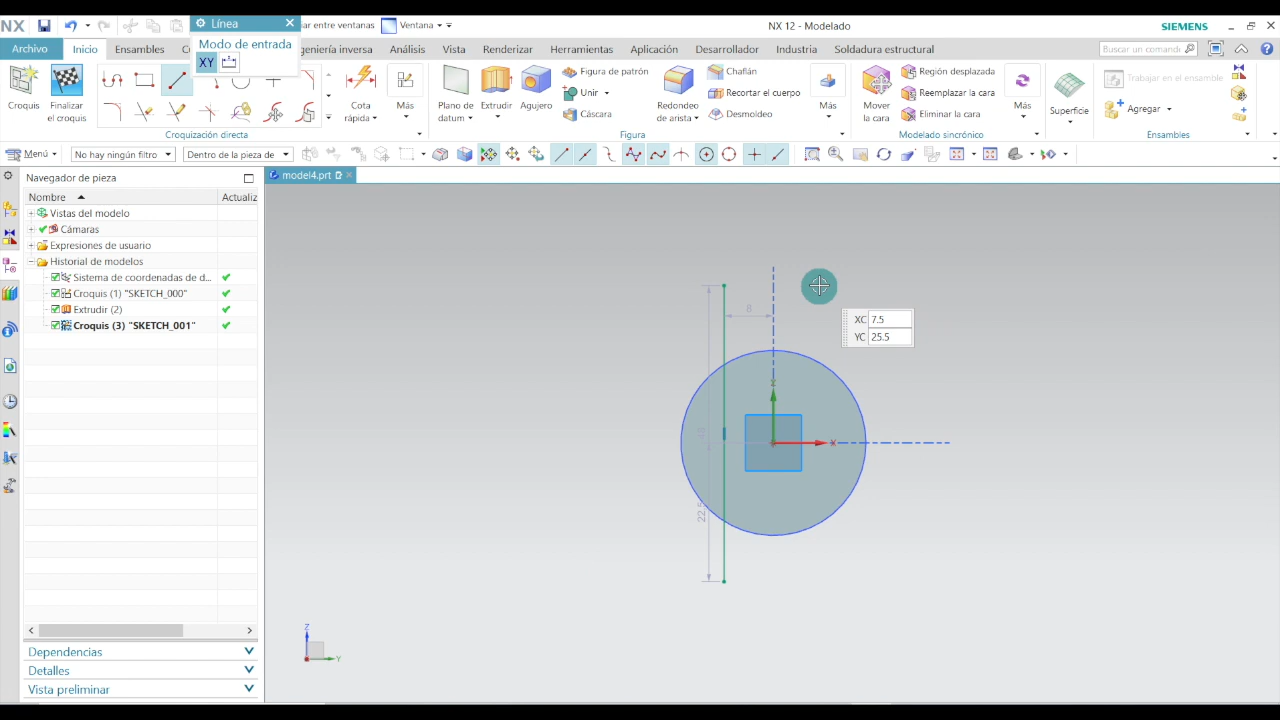 NX
Línea
iar entre ventanas
Ventana
NX 12 - Modelado
SIEMENS
Archivo
Inicio
Ensambles
Modo de entrada
XY
geniería inversa
Análisis
Vista
Renderizar
Herramientas
Aplicación
Desarrollador
Industria
Soldadura estructural
Buscar un comando
Croquis
Finalizar el croquis
Cota rápida
Más
Croquización directa
Plano de datum
Extrudir
Agujero
Figura de patrón
Unir
Cáscara
Redondeo de arista
Chaflán
Recortar el cuerpo
Desmoldeo
Más
Figura
Mover la cara
Región desplazada
Reemplazar la cara
Eliminar la cara
Más
Modelado sincrónico
Superficie
Trabajar en el ensamble
Agregar
Ensambles
Menú
No hay ningún filtro
Dentro de la pieza de
Navegador de pieza
model4.prt
Nombre
Actualiz
Vistas del modelo
Cámaras
Expresiones de usuario
Historial de modelos
Sistema de coordenadas de d...
Croquis (1) "SKETCH_000"
Extrudir (2)
Croquis (3) "SKETCH_001"
8
XC 7.5
YC 25.5
X
22.5
Z
Y
Dependencias
Detalles
Vista preliminar